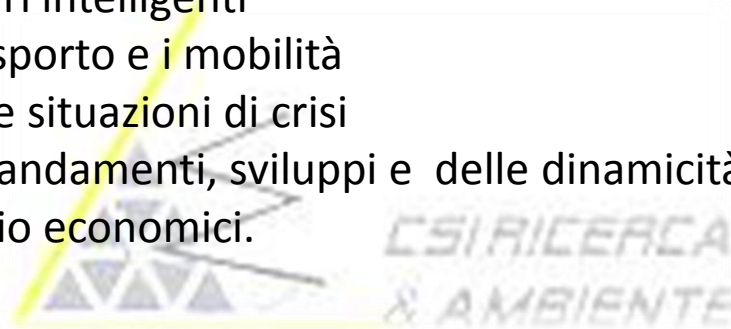 intelligenti
sporto e i mobilità
e situazioni di crisi
andamenti, sviluppi e delle dinamicità
io economici.
CSI RICERCA
& AMBIENTE